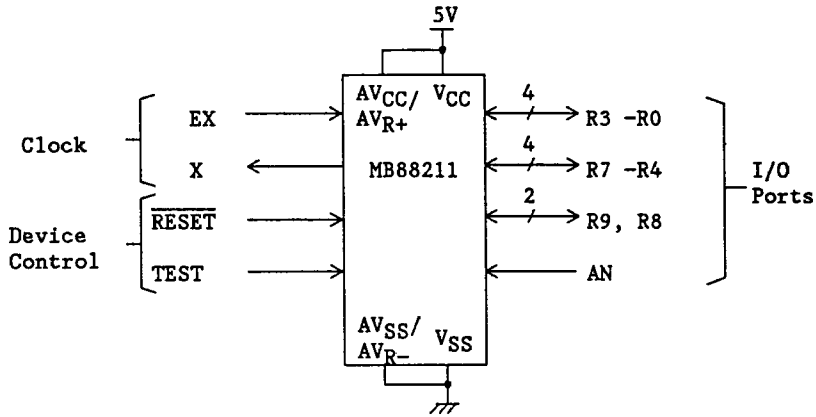 5V
AVCC/ VCC
AVR+
4
EX
R3 -R0
Clock
4
X
MB88211
R7 -R4
I/O
Ports
2
RESET
R9, R8
Device
Control
TEST
AN
AVSS/ VSS
AVR-